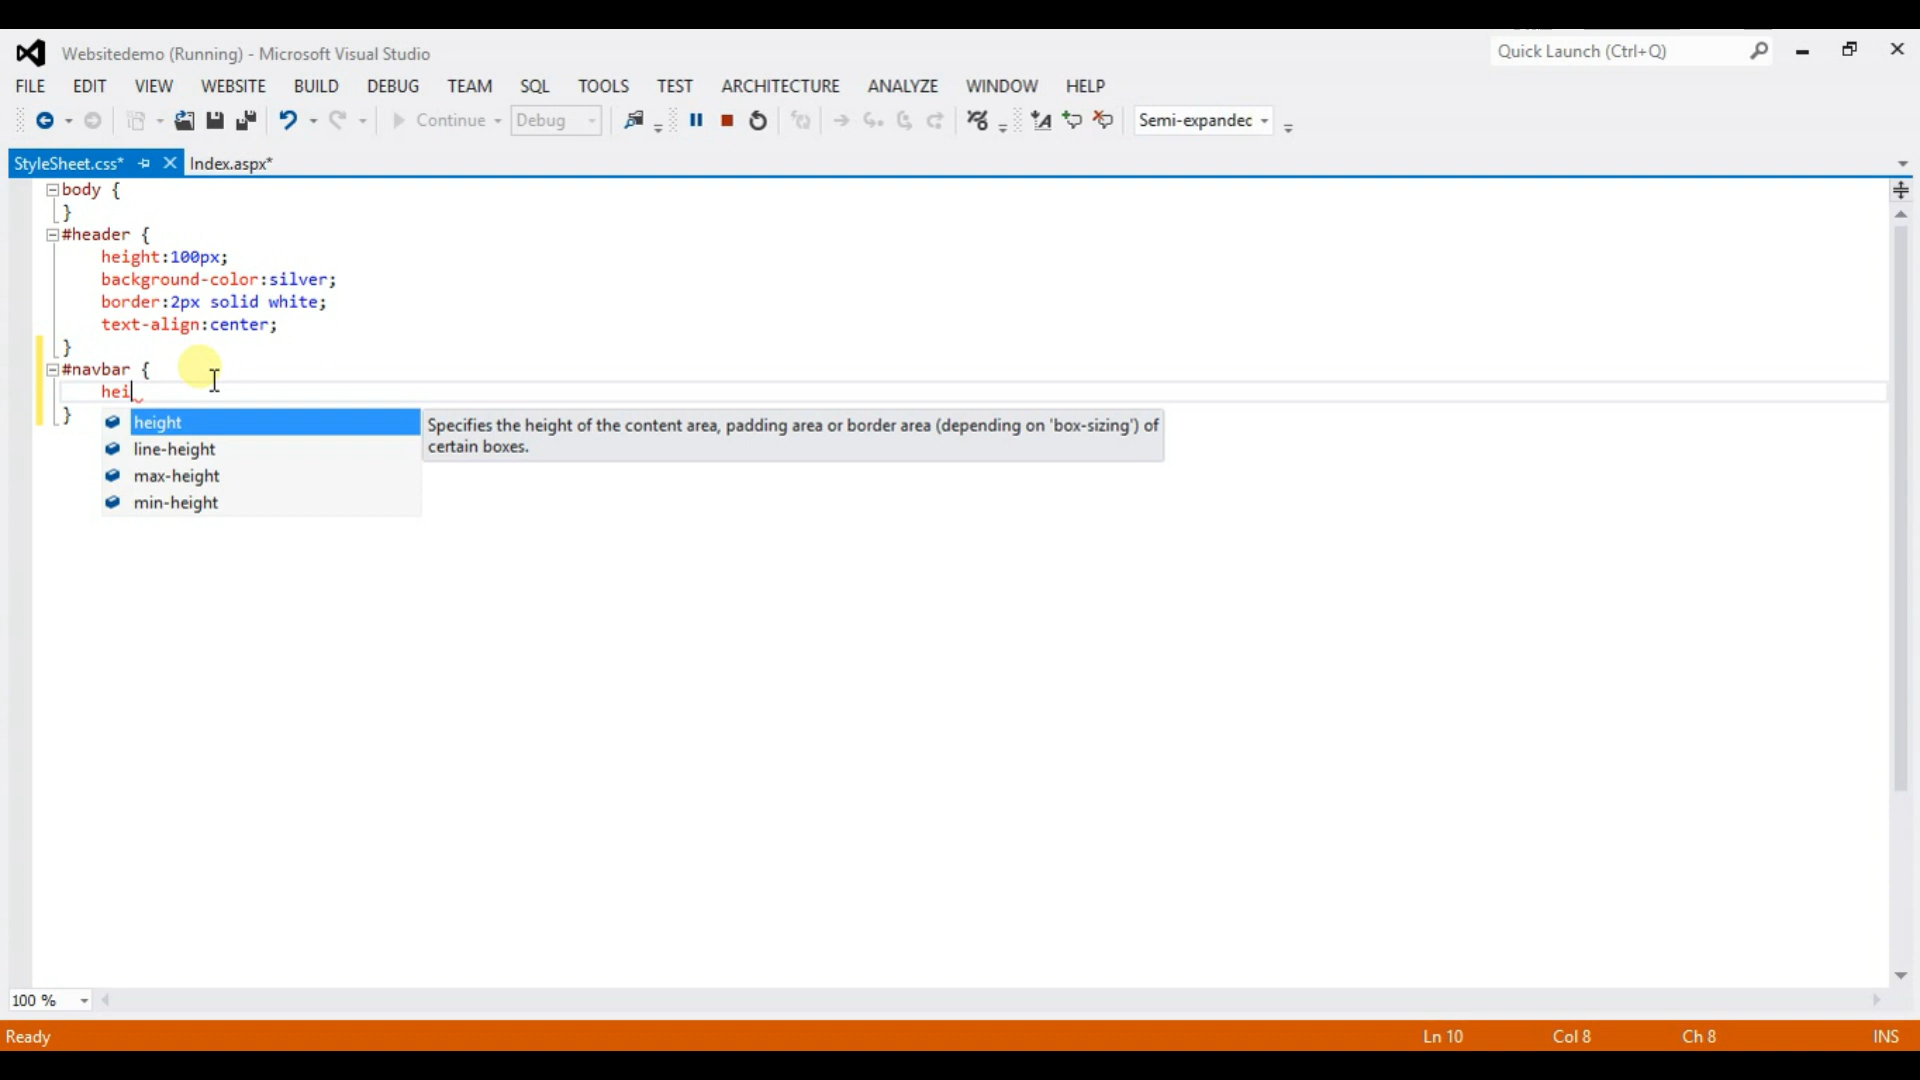 Websitedemo (Running) - Microsoft Visual Studio
Quick Launch (Ctrl+Q)
FILE EDIT VIEW WEBSITE BUILD DEBUG TEAM SQL TOOLS TEST ARCHITECTURE ANALYZE WINDOW HELP
Continue Debug Semi-expandec
StyleSheet.css* Index.aspx*
body {
}
#header {
height:100px;
background-color:silver;
border:2px solid white;
text-align:center;
}
#navbar {
hei
}
height
line-height
max-height
min-height
Specifies the height of the content area, padding area or border area (depending on 'box-sizing') of
certain boxes.
100 %
Ready Ln 10 Col 8 Ch 8 INS